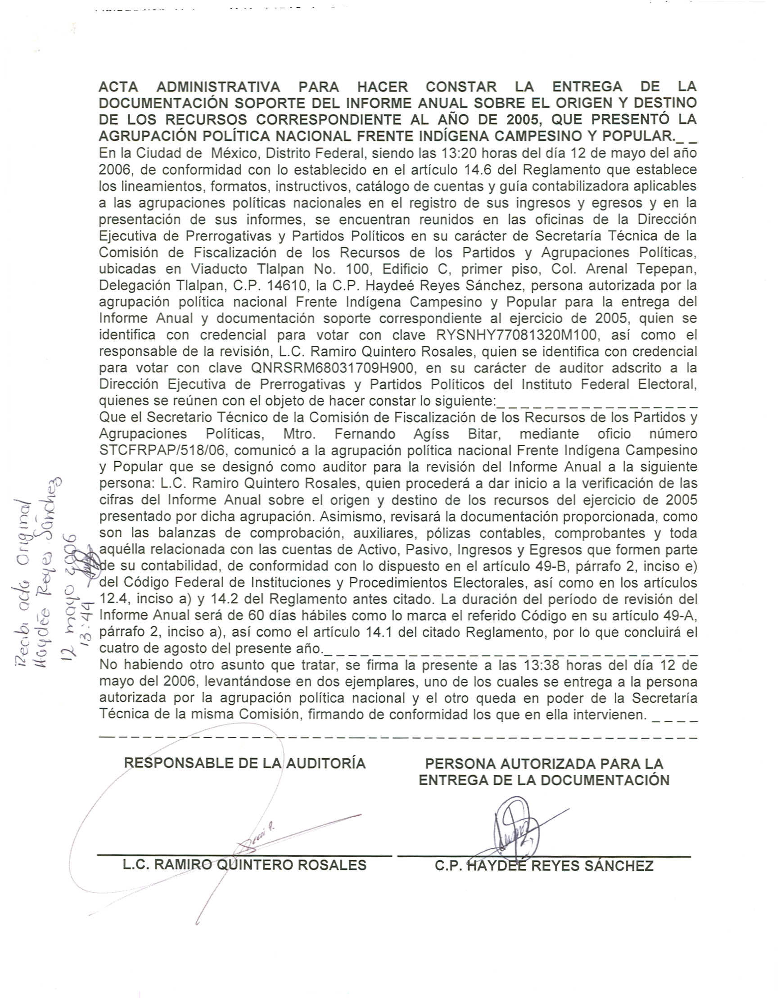 ACTA ADMINISTRATIVA PARA HACER CONSTAR LA ENTREGA DE LA
DOCUMENTACIÓN SOPORTE DEL INFORME ANUAL SOBRE EL ORIGEN Y DESTINO
DE LOS RECURSOS CORRESPONDIENTE AL AÑO DE 2005, QUE PRESENTÓ LA
AGRUPACIÓN POLÍTICA NACIONAL FRENTE INDÍGENA CAMPESINO Y POPULAR._ _
En la Ciudad de México, Distrito Federal, siendo las 13:20 horas del día 12 de mayo del año
2006, de conformidad con lo establecido en el artículo 14.6 del Reglamento que establece
los lineamientos, formatos, instructivos, catálogo de cuentas y guía contabilizadora aplicables
a las agrupaciones políticas nacionales en el registro de sus ingresos y egresos y en la
presentación de sus informes, se encuentran reunidos en las oficinas de la Dirección
Ejecutiva de Prerrogativas y Partidos Políticos en su carácter de Secretaría Técnica de la
Comisión de Fiscalización de los Recursos de los Partidos y Agrupaciones Políticas,
ubicadas en Viaducto Tlalpan No. 100, Edificio C, primer piso, Col. Arenal Tepepan,
Delegación Tlalpan, C.P. 14610, la C.P. Haydeé Reyes Sánchez, persona autorizada por la
agrupación política nacional Frente Indígena Campesino y Popular para la entrega del
Informe Anual y documentación soporte correspondiente al ejercicio de 2005, quien se
identifica con credencial para votar con clave RYSNHY77081320M100, así como el
responsable de la revisión, L.C. Ramiro Quintero Rosales, quien se identifica con credencial
para votar con clave QNRSRM68031709H900, en su carácter de auditor adscrito a la
Dirección Ejecutiva de Prerrogativas y Partidos Políticos del Instituto Federal Electoral,
quienes se reúnen con el objeto de hacer constar lo siguiente:_ _ _ _ _ _ _ _ _ _ _ _ _ _ _ _ _
Que el Secretario Técnico de la Comisión de Fiscalización de los Recursos de los Partidos y
Agrupaciones Políticas, Mtro. Fernando Agíss Bitar, mediante oficio número
STCFRPAP/518/06, comunicó a la agrupación política nacional Frente Indígena Campesino
y Popular que se designó como auditor para la revisión del Informe Anual a la siguiente
persona: L.C. Ramiro Quintero Rosales, quien procederá a dar inicio a la verificación de las
cifras del Informe Anual sobre el origen y destino de los recursos del ejercicio de 2005
presentado por dicha agrupación. Asimismo, revisará la documentación proporcionada, como
son las balanzas de comprobación, auxiliares, pólizas contables, comprobantes y toda
aquélla relacionada con las cuentas de Activo, Pasivo, Ingresos y Egresos que formen parte
de su contabilidad, de conformidad con lo dispuesto en el artículo 49-B, párrafo 2, inciso e)
del Código Federal de Instituciones y Procedimientos Electorales, así como en los artículos
12.4, inciso a) y 14.2 del Reglamento antes citado. La duración del período de revisión del
Informe Anual será de 60 días hábiles como lo marca el referido Código en su artículo 49-A,
párrafo 2, inciso a), así como el artículo 14.1 del citado Reglamento, por lo que concluirá el
cuatro de agosto del presente año._ _ _ _ _ _ _ _ _ _ _ _ _ _ _ _ _ _ _ _ _ _ _ _ _ _ _ _ _ _ _
No habiendo otro asunto que tratar, se firma la presente a las 13:38 horas del día 12 de
mayo del 2006, levantándose en dos ejemplares, uno de los cuales se entrega a la persona
autorizada por la agrupación política nacional y el otro queda en poder de la Secretaría
Técnica de la misma Comisión, firmando de conformidad los que en ella intervienen. _ _ _ _
RESPONSABLE DE LA AUDITORÍA
L.C. RAMIRO QUINTERO ROSALES
PERSONA AUTORIZADA PARA LA
ENTREGA DE LA DOCUMENTACIÓN
C.P. HAYDEÉ REYES SÁNCHEZ
Recibi acta Original
Haydée Reyes Sánchez
12 mayo 2006
13:44